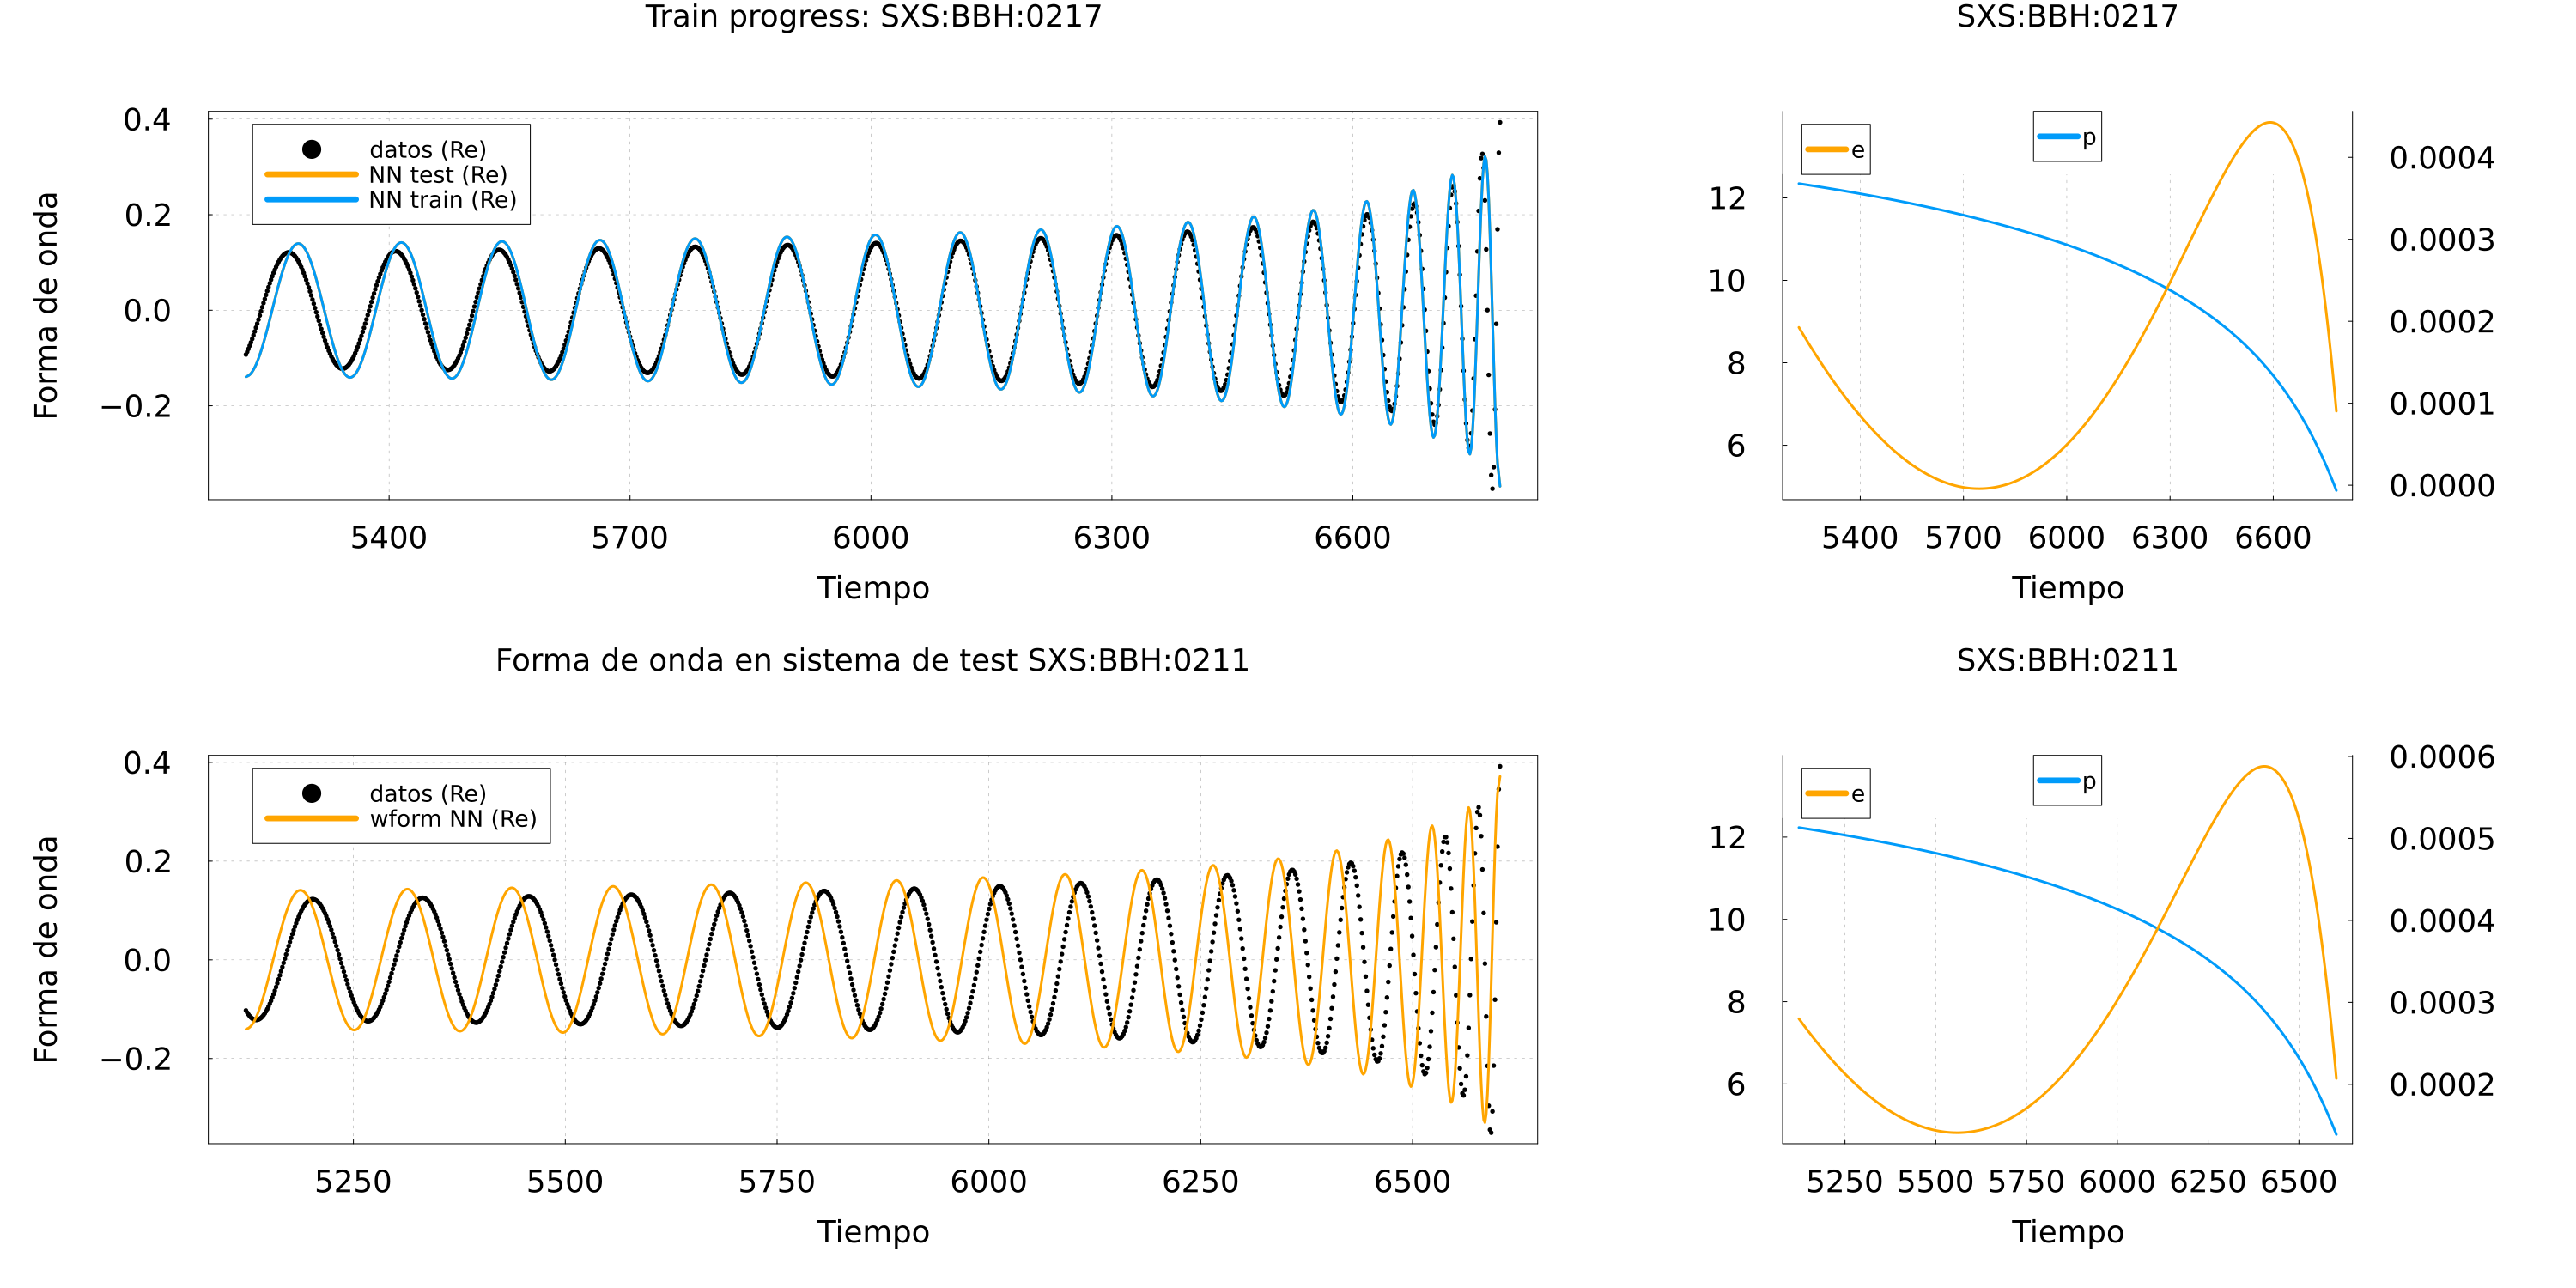 Train progress: SXS:BBH:0217
0.4
0.2
0.0
−0.2
Forma de onda
datos (Re)
NN test (Re)
NN train (Re)
5400 5700 6000 6300 6600
Tiempo
SXS:BBH:0217
12
10
8
6
e
p
0.0004
0.0003
0.0002
0.0001
0.0000
5400 5700 6000 6300 6600
Tiempo
Forma de onda en sistema de test SXS:BBH:0211
0.4
0.2
0.0
−0.2
Forma de onda
datos (Re)
wform NN (Re)
5250 5500 5750 6000 6250 6500
Tiempo
SXS:BBH:0211
12
10
8
6
e
p
0.0006
0.0005
0.0004
0.0003
0.0002
5250 5500 5750 6000 6250 6500
Tiempo